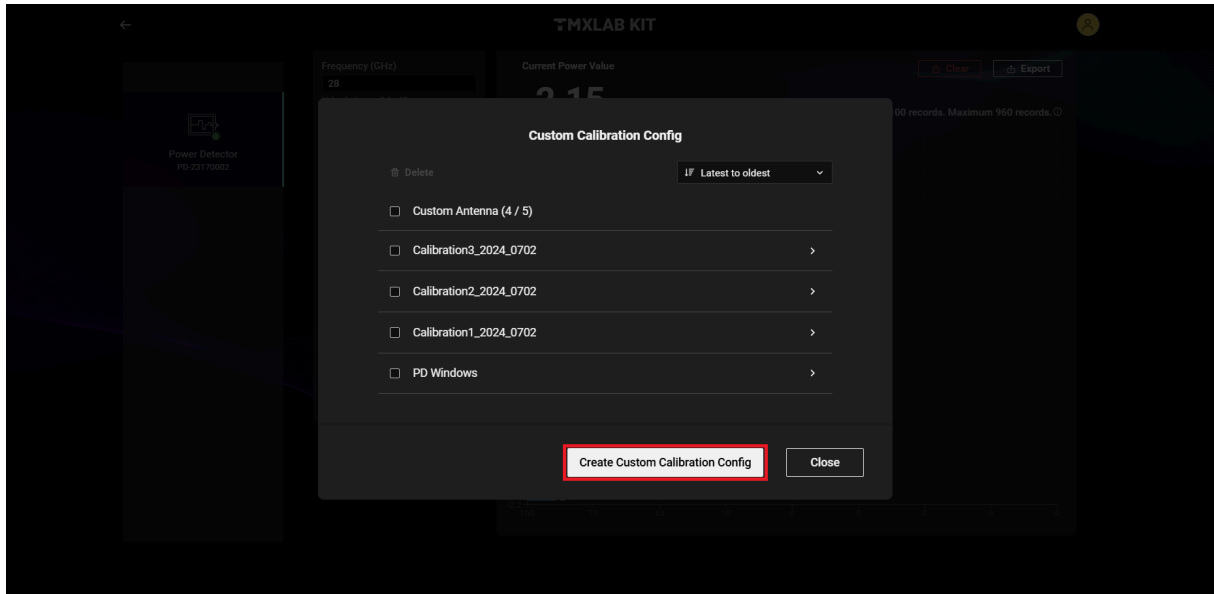 TMXLAB KIT
Frequency (GHz)
28
Current Power Value
Clear
Export
00 records. Maximum 960 records.
Power Detector
PD-23170002
Custom Calibration Config
Delete
Latest to oldest
Custom Antenna (4 / 5)
Calibration3_2024_0702
Calibration2_2024_0702
Calibration1_2024_0702
PD Windows
Create Custom Calibration Config
Close